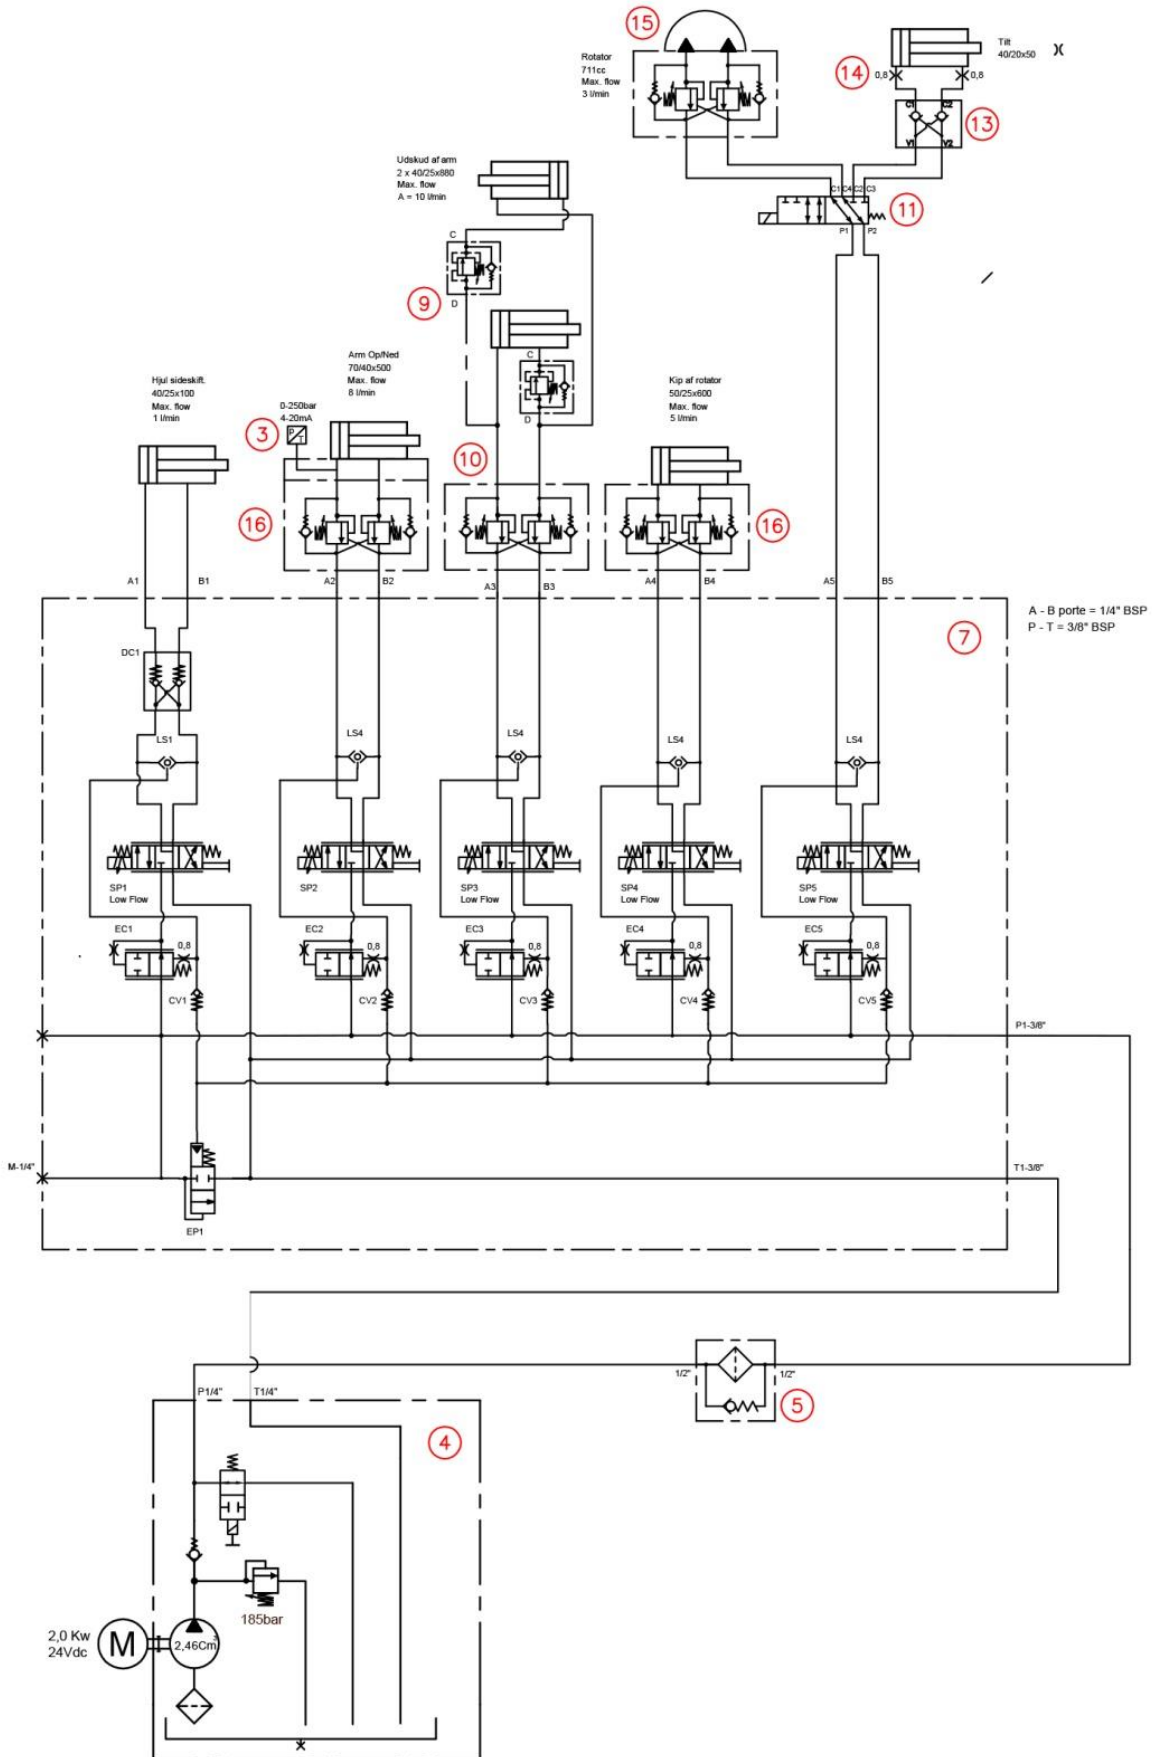 15
Rotator
711cc
Max. flow
3 l/min
Tilt
40/20x50
14
0,8
0,8
C1
C2
13
V1
V2
Udskud af arm
2 x 40/25x880
Max. flow
A = 10 l/min
C1
C4
C2
C3
11
P1
P2
C
9
D
C
D
Arm Op/Ned
70/40x500
Max. flow
8 l/min
Hjul sideskift.
40/25x100
Max. flow
1 l/min
0-250bar
4-20mA
P
T
3
Kip af rotator
50/25x600
Max. flow
5 l/min
10
16
16
A1
B1
A2
B2
A3
B3
A4
B4
A5
B5
A - B porte = 1/4" BSP
P - T = 3/8" BSP
7
DC1
LS1
LS4
LS4
LS4
LS4
SP1
Low Flow
SP2
SP3
Low Flow
SP4
Low Flow
SP5
Low Flow
EC1
0,8
EC2
0,8
EC3
0,8
EC4
0,8
EC5
0,8
CV1
CV2
CV3
CV4
CV5
P1-3/8"
M-1/4"
T1-3/8"
EP1
1/2"
1/2"
5
P1/4"
T1/4"
4
185bar
2,0 Kw
24Vdc
M
2,46Cm³